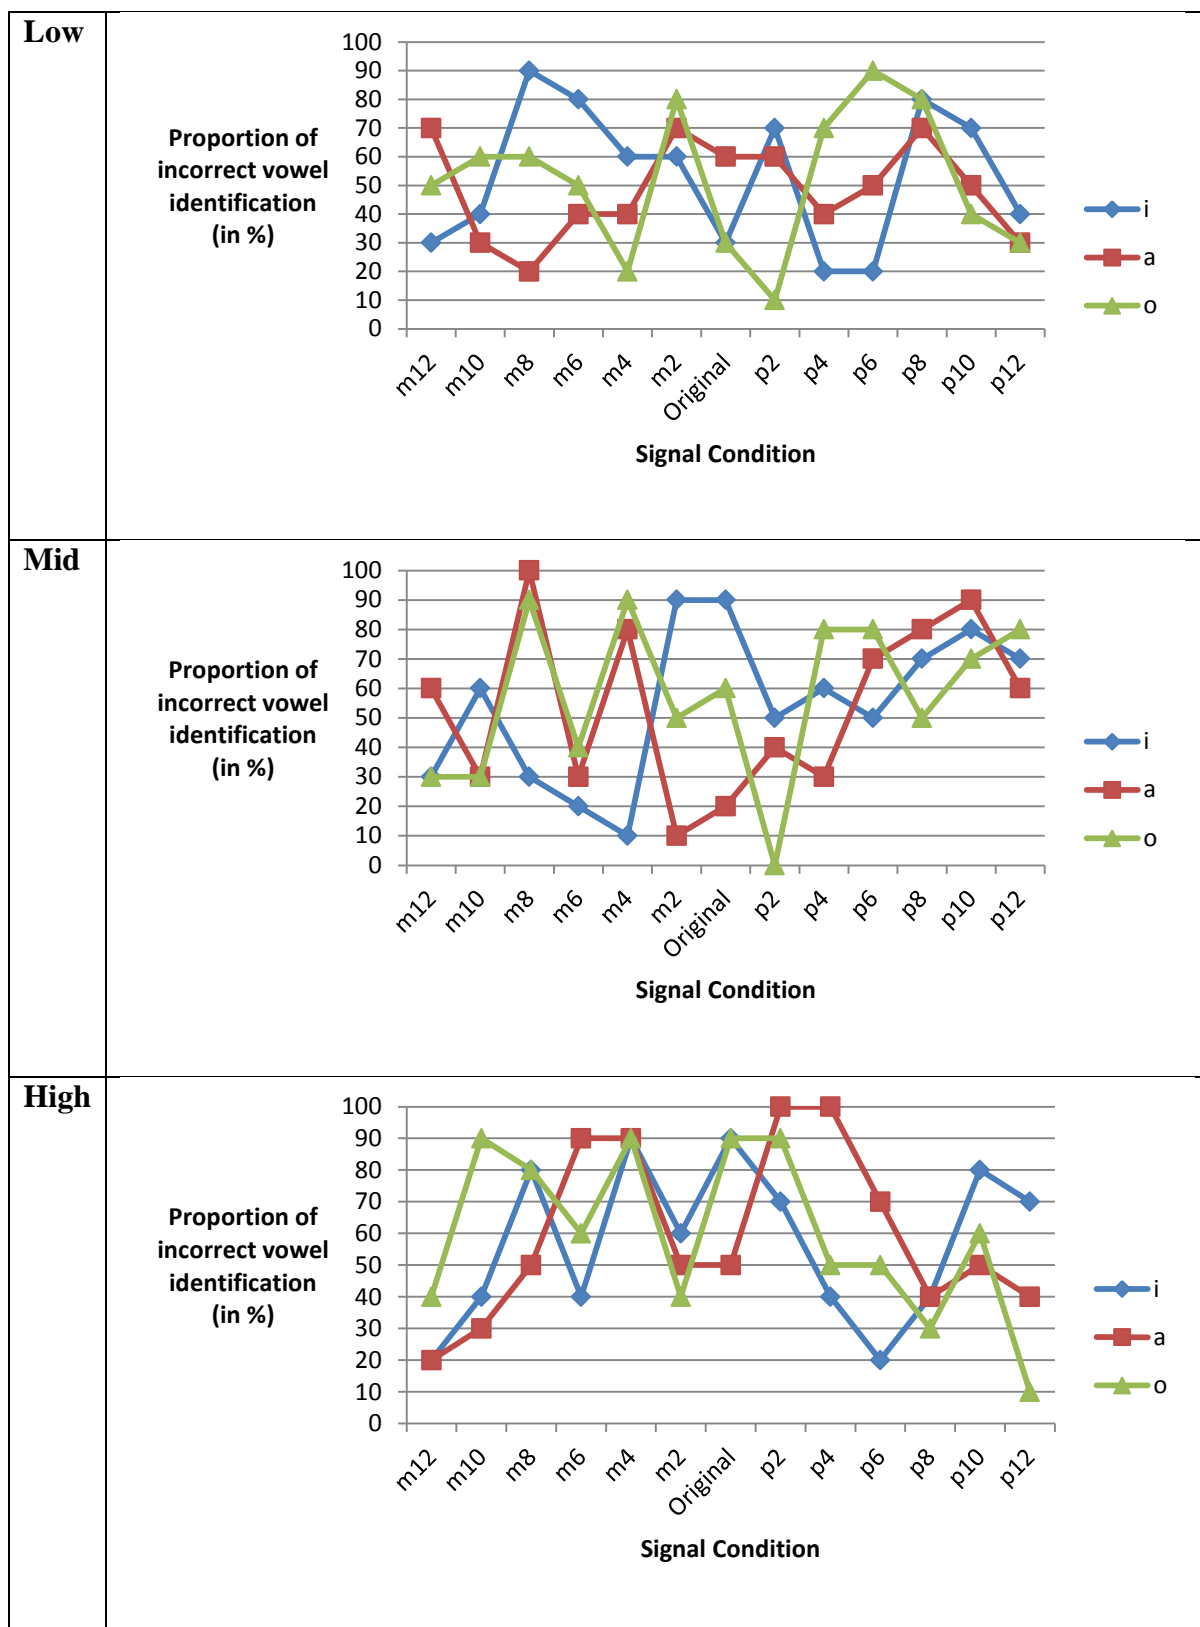 Low
100
90
80
70
60
50
40
30
20
10
0
Proportion of
incorrect vowel
identification
(in %)
m12 m10 m8 m6 m4 m2 Original p2 p4 p6 p8 p10 p12
Signal Condition
i
a
o
Mid
100
90
80
70
60
50
40
30
20
10
0
Proportion of
incorrect vowel
identification
(in %)
m12 m10 m8 m6 m4 m2 Original p2 p4 p6 p8 p10 p12
Signal Condition
i
a
o
High
100
90
80
70
60
50
40
30
20
10
0
Proportion of
incorrect vowel
identification
(in %)
m12 m10 m8 m6 m4 m2 Original p2 p4 p6 p8 p10 p12
Signal Condition
i
a
o